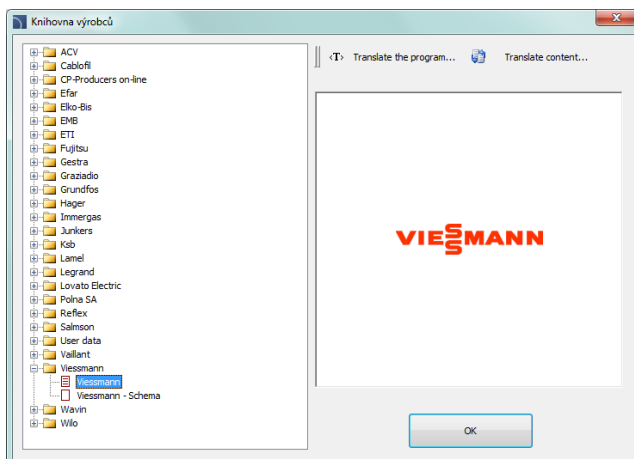 Knihovna výrobců
ACV
Cablofil
CP-Producers on-line
Efar
Elko-Bis
EMB
ETI
Fujitsu
Gestra
Graziadio
Grundfos
Hager
Immergas
Junkers
Ksb
Lamel
Legrand
Lovato Electric
Polna SA
Reflex
Salmson
User data
Vaillant
Viessmann
Viessmann
Viessmann - Schema
Wavin
Wilo
<T> Translate the program... Translate content...
VIESSMANN
OK